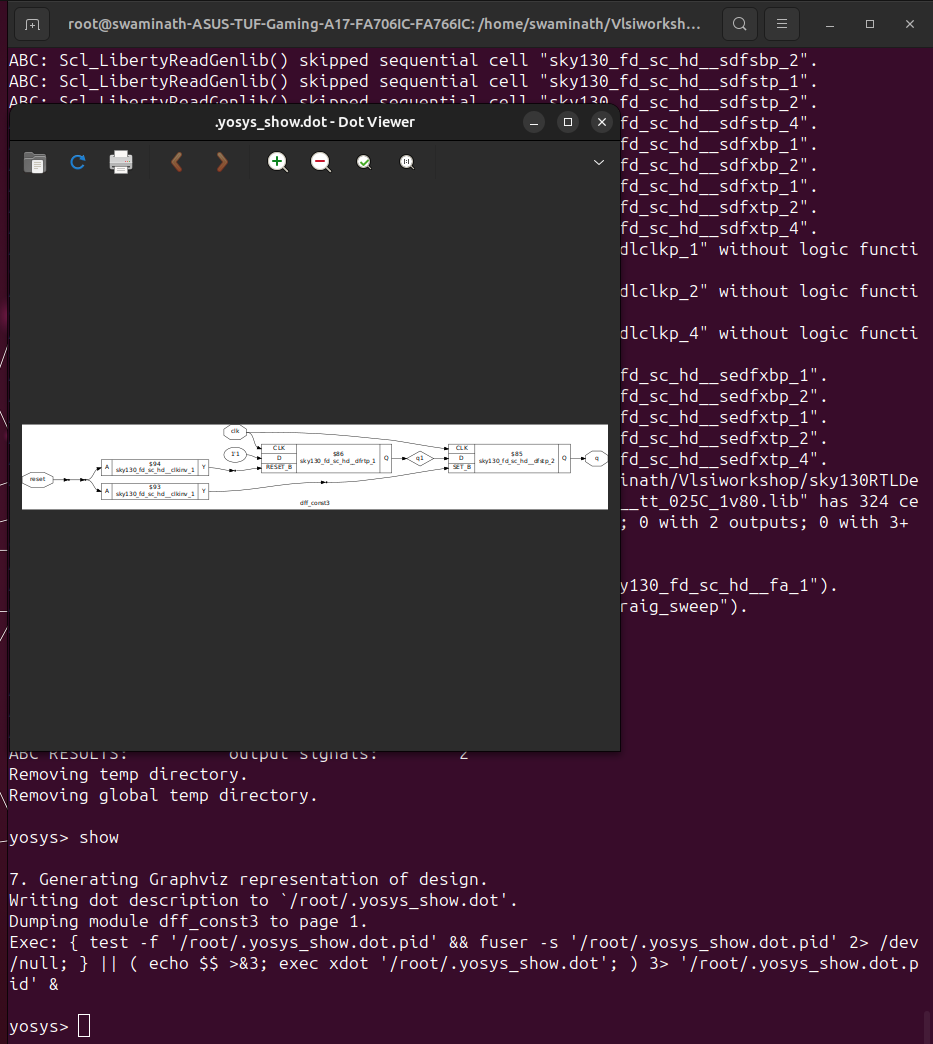 root@swaminath-ASUS-TUF-Gaming-A17-FA706IC-FA766IC: /home/swaminath/Vlsiworksh...
ABC: Scl_LibertyReadGenlib() skipped sequential cell "sky130_fd_sc_hd__sdfsbp_2".
ABC: Scl_LibertyReadGenlib() skipped sequential cell "sky130_fd_sc_hd__sdfstp_1".
ABC: Scl_LibertyReadGenlib() skipped sequential cell "sky130_fd_sc_hd__sdfstp_2".
fd_sc_hd__sdfstp_4".
fd_sc_hd__sdfxbp_1".
fd_sc_hd__sdfxbp_2".
fd_sc_hd__sdfxtp_1".
fd_sc_hd__sdfxtp_2".
fd_sc_hd__sdfxtp_4".
dlclkp_1" without logic functi
dlclkp_2" without logic functi
dlclkp_4" without logic functi
fd_sc_hd__sedfxbp_1".
fd_sc_hd__sedfxbp_2".
fd_sc_hd__sedfxtp_1".
fd_sc_hd__sedfxtp_2".
fd_sc_hd__sedfxtp_4".
inath/Vlsiworkshop/sky130RTLDe
__tt_025C_1v80.lib" has 324 ce
; 0 with 2 outputs; 0 with 3+
y130_fd_sc_hd__fa_1").
raig_sweep").
.yosys_show.dot - Dot Viewer
clk
1'1
reset
A
$94
sky130_fd_sc_hd__clkinv_1
Y
A
$93
sky130_fd_sc_hd__clkinv_1
Y
CLK
D
RESET_B
$86
sky130_fd_sc_hd__dfrtp_1
Q
q1
CLK
D
SET_B
$85
sky130_fd_sc_hd__dfstp_2
Q
q
dff_const3
ABC RESULTS: output signals: 2
Removing temp directory.
Removing global temp directory.
yosys> show
7. Generating Graphviz representation of design.
Writing dot description to `/root/.yosys_show.dot'.
Dumping module dff_const3 to page 1.
Exec: { test -f '/root/.yosys_show.dot.pid' && fuser -s '/root/.yosys_show.dot.pid' 2> /dev
/null; } || ( echo $$ >&3; exec xdot '/root/.yosys_show.dot'; ) 3> '/root/.yosys_show.dot.p
id' &
yosys>